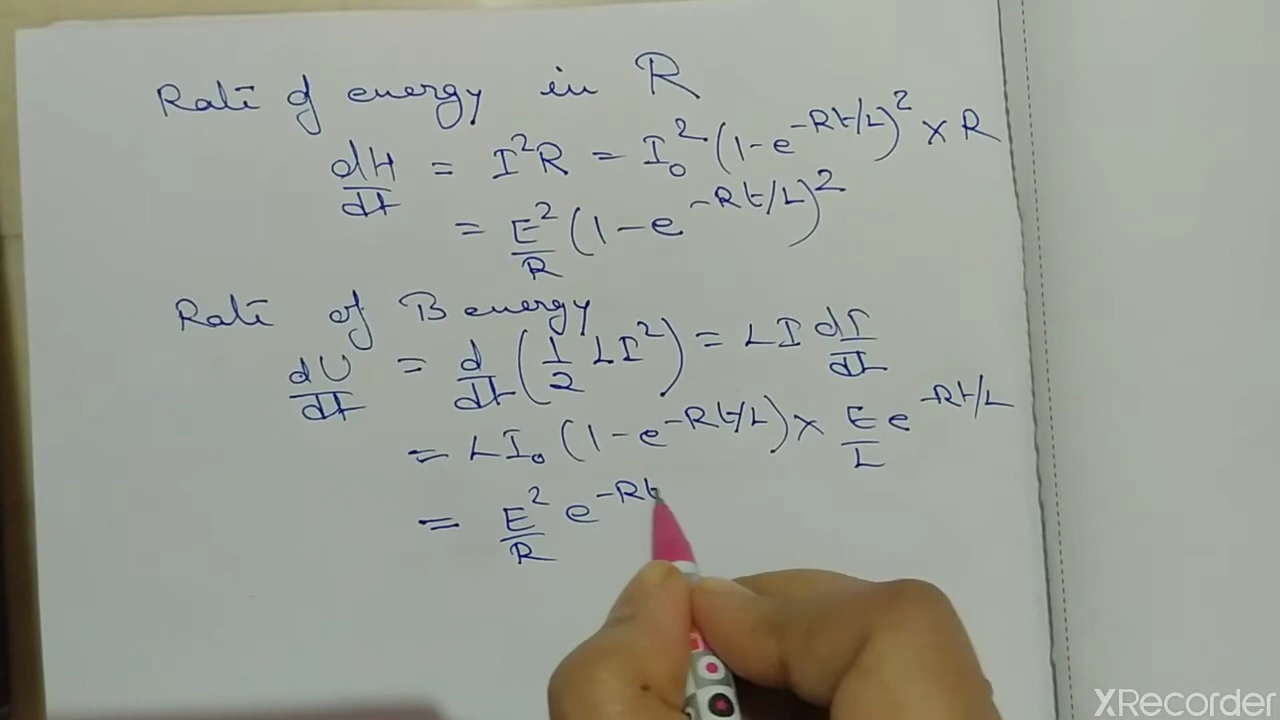 Rate of energy in R
dH/dt = I²R = I₀² (1-e^{-Rt/L})² × R
= E²/R (1-e^{-Rt/L})²
Rate of B energy
dU/dt = d/dt (1/2 LI²) = LI dI/dt
= LI₀ (1-e^{-Rt/L}) × E/L e^{-Rt/L}
= E²/R e^{-Rt
XRecorder